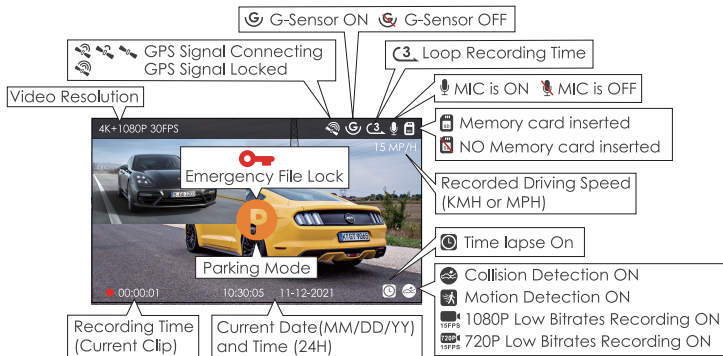 G-Sensor ON G-Sensor OFF
GPS Signal Connecting
GPS Signal Locked
3 Loop Recording Time
Video Resolution
MIC is ON MIC is OFF
4K+1080P 30FPS
3
Memory card inserted
NO Memory card inserted
15 MP/H
Emergency File Lock
Recorded Driving Speed
(KMH or MPH)
P
Time lapse On
Parking Mode
Collision Detection ON
Motion Detection ON
15FPS 1080P Low Bitrates Recording ON
720P 15FPS 720P Low Bitrates Recording ON
00:00:01 10:30:05 11-12-2021
Recording Time
(Current Clip)
Current Date(MM/DD/YY)
and Time (24H)